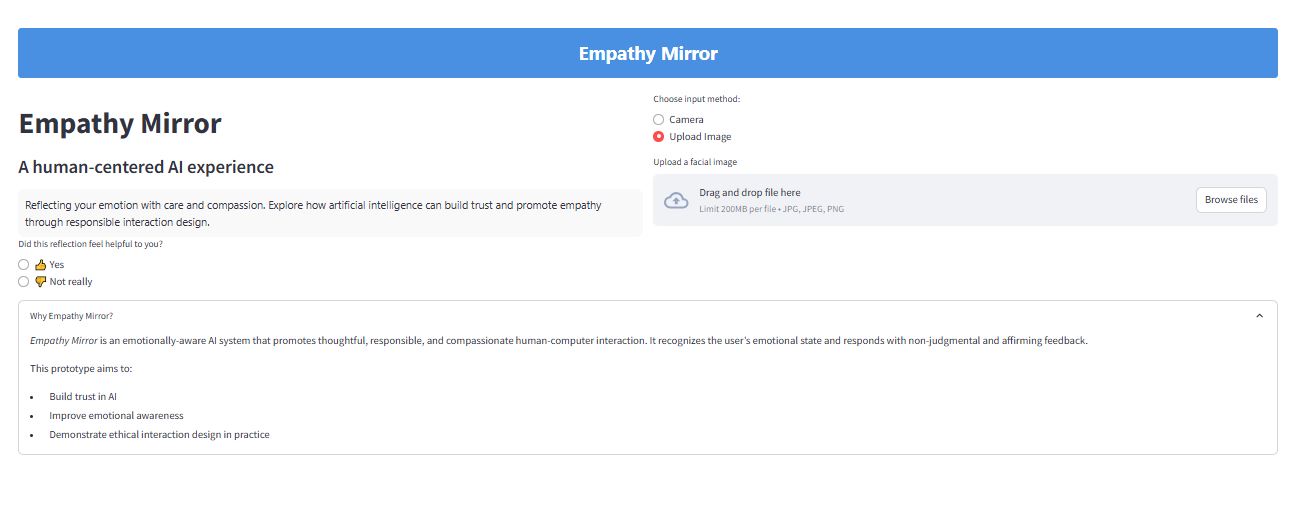 Empathy Mirror
Empathy Mirror
A human-centered AI experience
Reflecting your emotion with care and compassion. Explore how artificial intelligence can build trust and promote empathy
through responsible interaction design.
Did this reflection feel helpful to you?
👍 Yes
👎 Not really
Choose input method:
Camera
Upload Image
Upload a facial image
Drag and drop file here
Limit 200MB per file • JPG, JPEG, PNG
Browse files
Why Empathy Mirror?
Empathy Mirror is an emotionally-aware AI system that promotes thoughtful, responsible, and compassionate human-computer interaction. It recognizes the user's emotional state and responds with non-judgmental and affirming feedback.
This prototype aims to:
• Build trust in AI
• Improve emotional awareness
• Demonstrate ethical interaction design in practice